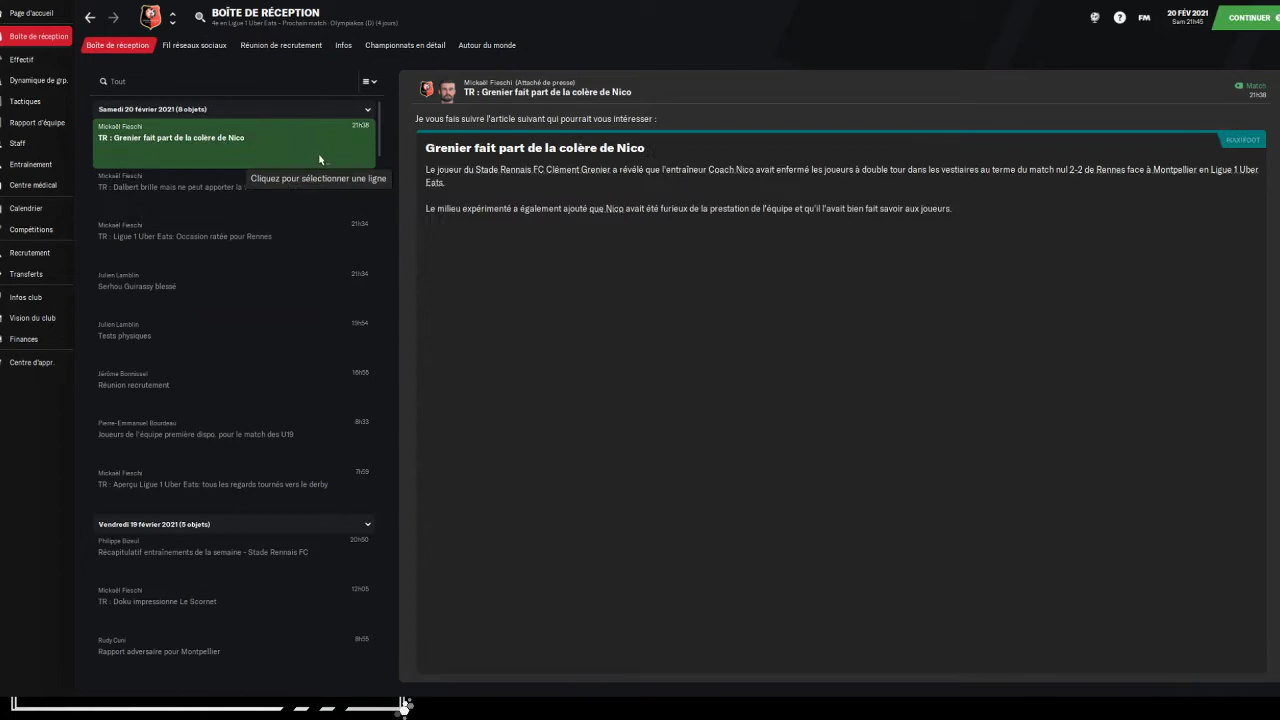 Page d'accueil
Boîte de réception
Effectif
Dynamique de grp.
Tactiques
Rapport d'équipe
Staff
Entraînement
Centre médical
Calendrier
Compétitions
Recrutement
Transferts
Infos club
Vision du club
Finances
Centre d'appr.
BOÎTE DE RÉCEPTION
4e en Ligue 1 Uber Eats - Prochain match: Olympiakos (D) (4 jours)
FM
20 FÉV 2021
Sam 21h45
CONTINUER
Boîte de réception
Fil réseaux sociaux
Réunion de recrutement
Infos
Championnats en détail
Autour du monde
Tout
Samedi 20 février 2021 (8 objets)
Mickaël Fieschi
21h38
TR : Grenier fait part de la colère de Nico
Cliquez pour sélectionner une ligne
Mickaël Fieschi
TR : Dalbert brille mais ne peut apporter la
Mickaël Fieschi
21h34
TR : Ligue 1 Uber Eats: Occasion ratée pour Rennes
Julien Lamblin
21h34
Serhou Guirassy blessé
Julien Lamblin
19h54
Tests physiques
Jérôme Bonnissel
16h55
Réunion recrutement
Pierre-Emmanuel Bourdeau
8h33
Joueurs de l'équipe première dispo. pour le match des U19
Mickaël Fieschi
7h59
TR : Aperçu Ligue 1 Uber Eats: tous les regards tournés vers le derby
Vendredi 19 février 2021 (5 objets)
Philippe Bizeul
20h50
Récapitulatif entraînements de la semaine - Stade Rennais FC
Mickaël Fieschi
12h05
TR : Doku impressionne Le Scornet
Rudy Cuni
8h55
Rapport adversaire pour Montpellier
Mickaël Fieschi (Attaché de presse)
TR : Grenier fait part de la colère de Nico
Match
21h38
Je vous fais suivre l'article suivant qui pourrait vous intéresser :
MAXIFOOT
Grenier fait part de la colère de Nico
Le joueur du Stade Rennais FC Clément Grenier a révélé que l'entraîneur Coach Nico avait enfermé les joueurs à double tour dans les vestiaires au terme du match nul 2-2 de Rennes face à Montpellier en Ligue 1 Uber
Eats.
Le milieu expérimenté a également ajouté que Nico avait été furieux de la prestation de l'équipe et qu'il l'avait bien fait savoir aux joueurs.